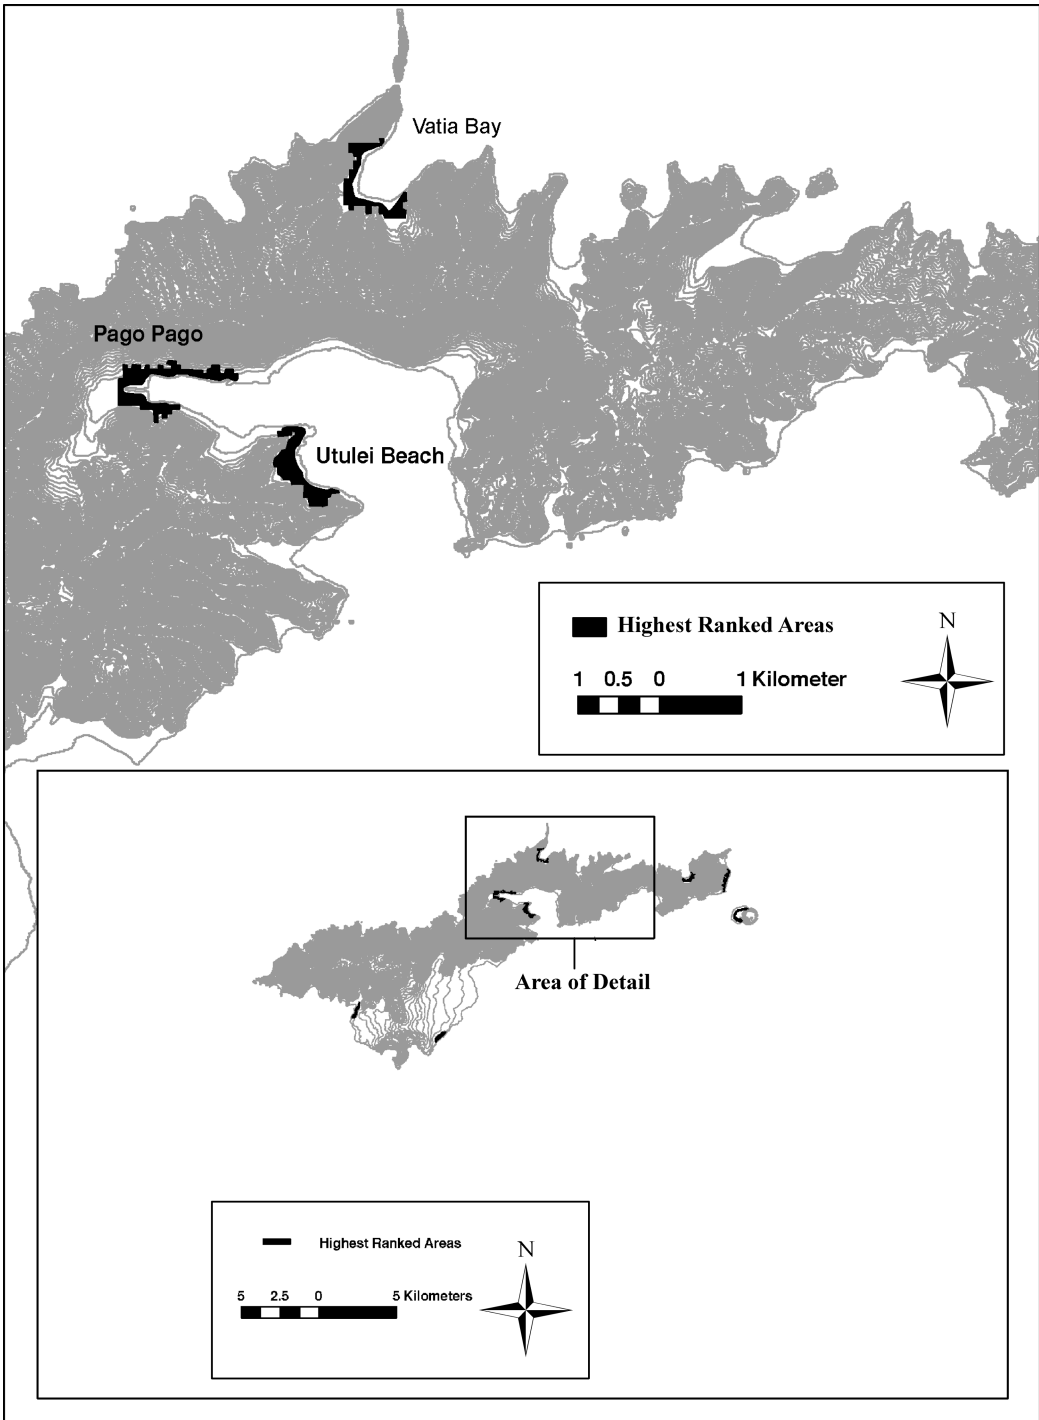 Vatia Bay
Pago Pago
Utulei Beach
Highest Ranked Areas
N
1 0.5 0 1 Kilometer
Area of Detail
Highest Ranked Areas
N
5 2.5 0 5 Kilometers